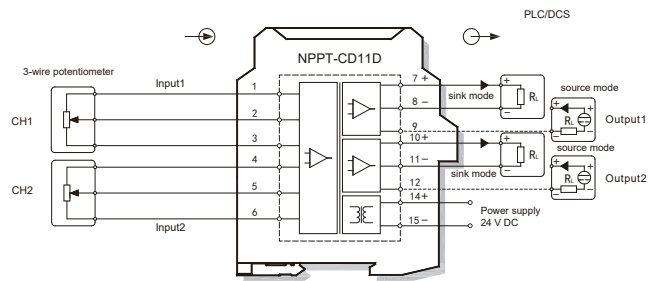 PLC/DCS
NPPT-CD11D
3-wire potentiometer
Input1
CH1
1
2
3
4
5
6
CH2
Input2
7 +
8 −
9
10+
11−
12
14+
15−
sink mode
+
RL
−
source mode
+
RL
+
−
−
Output1
sink mode
+
RL
−
source mode
+
RL
+
−
−
Output2
Power supply
24 V DC